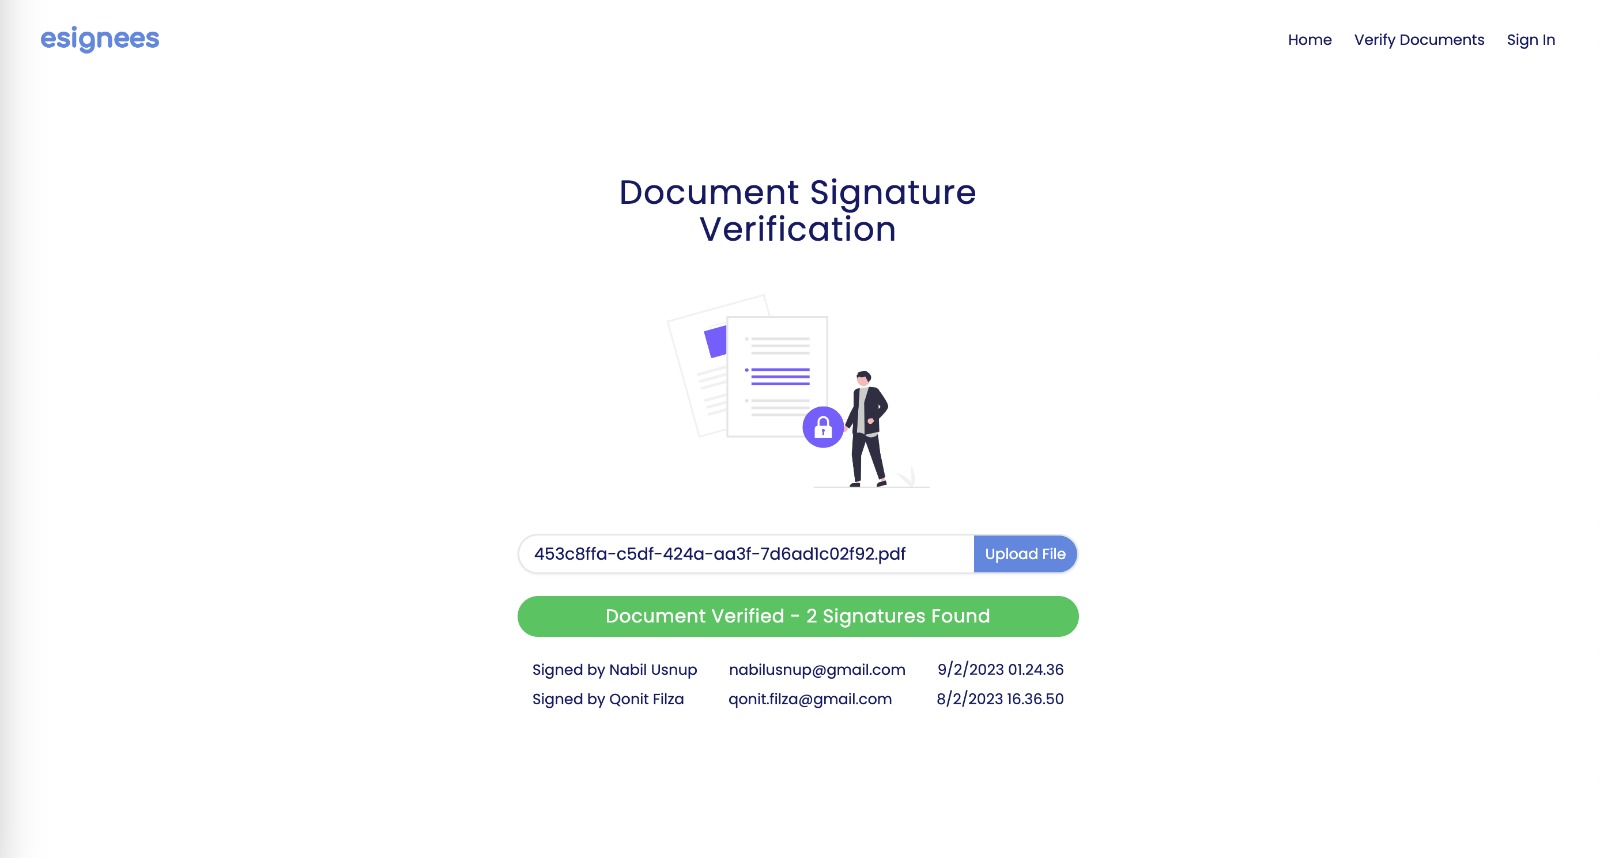 esignees
Home Verify Documents Sign In
Document Signature
Verification
453c8ffa-c5df-424a-aa3f-7d6ad1c02f92.pdf Upload File
Document Verified - 2 Signatures Found
Signed by Nabil Usnup nabilusnup@gmail.com 9/2/2023 01.24.36
Signed by Qonit Filza qonit.filza@gmail.com 8/2/2023 16.36.50